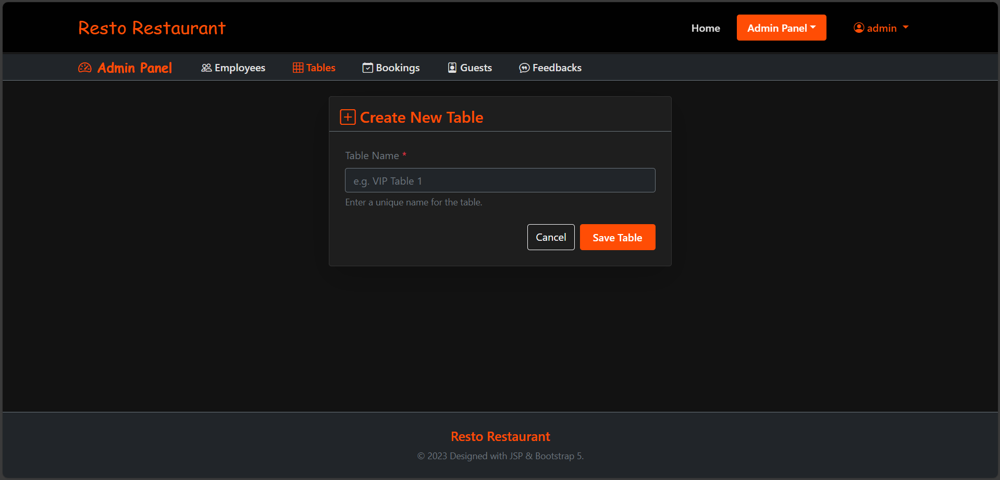 Resto Restaurant
Home
Admin Panel
admin
Admin Panel
Employees
Tables
Bookings
Guests
Feedbacks
Create New Table
Table Name *
e.g. VIP Table 1
Enter a unique name for the table.
Cancel
Save Table
Resto Restaurant
© 2023 Designed with JSP & Bootstrap 5.